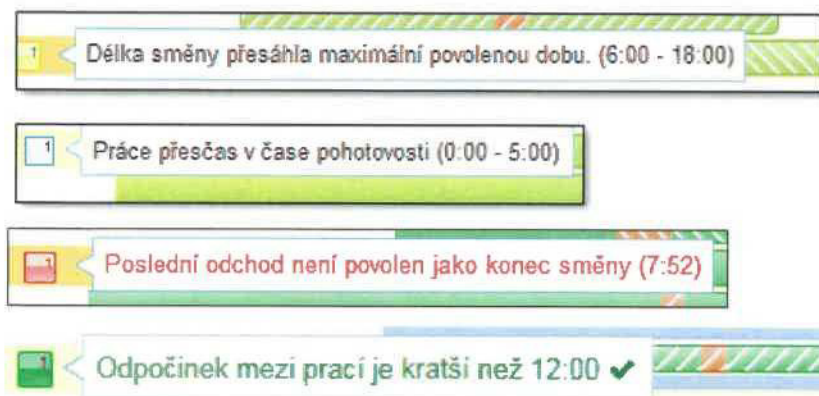 1 Délka směny přesáhla maximální povolenou dobu. (6:00 - 18:00)
1 Práce přesčas v čase pohotovosti (0:00 - 5:00)
1 Poslední odchod není povolen jako konec směny (7:52)
1 Odpočinek mezi prací je kratší než 12:00 ✔